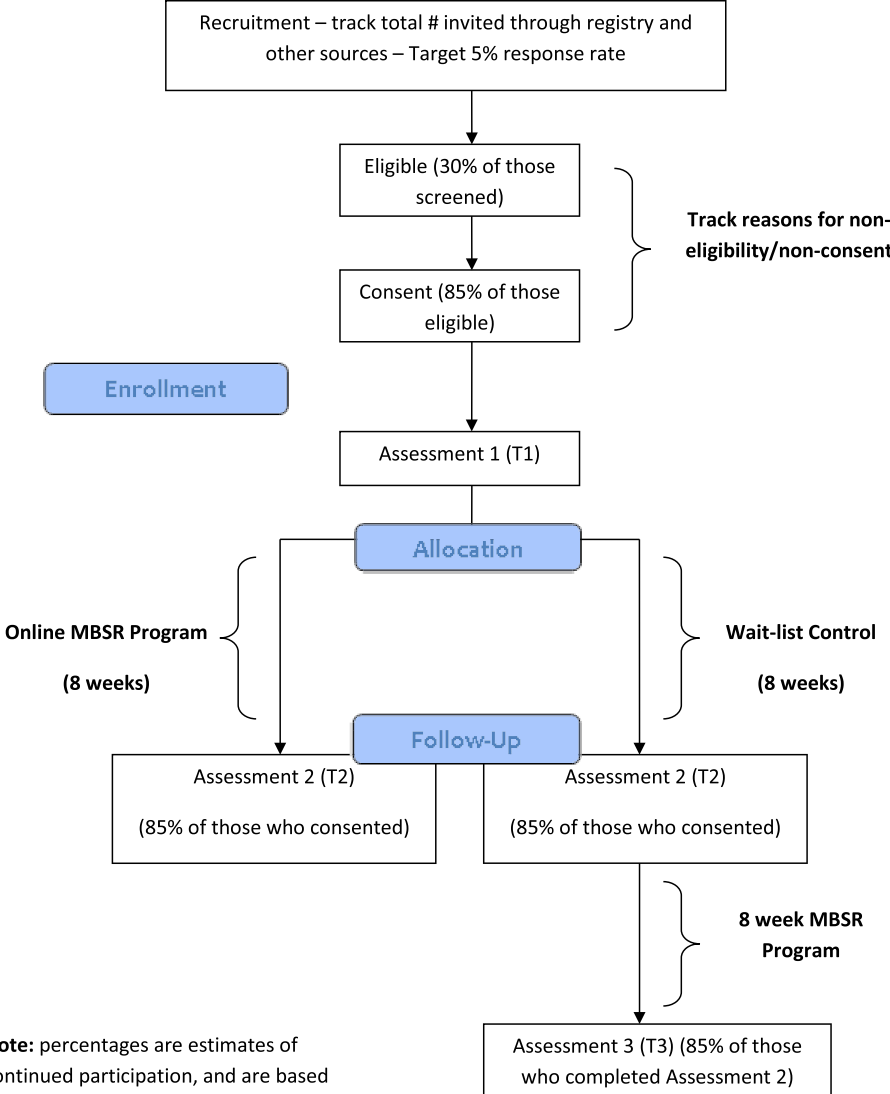 Recruitment – track total # invited through registry and
other sources – Target 5% response rate
Eligible (30% of those
screened)
Track reasons for non-
eligibility/non-consent
Consent (85% of those
eligible)
Enrollment
Assessment 1 (T1)
Allocation
Online MBSR Program
(8 weeks)
Wait-list Control
(8 weeks)
Follow-Up
Assessment 2 (T2)
(85% of those who consented)
Assessment 2 (T2)
(85% of those who consented)
8 week MBSR
Program
ote: percentages are estimates of
ontinued participation, and are based
Assessment 3 (T3) (85% of those
who completed Assessment 2)